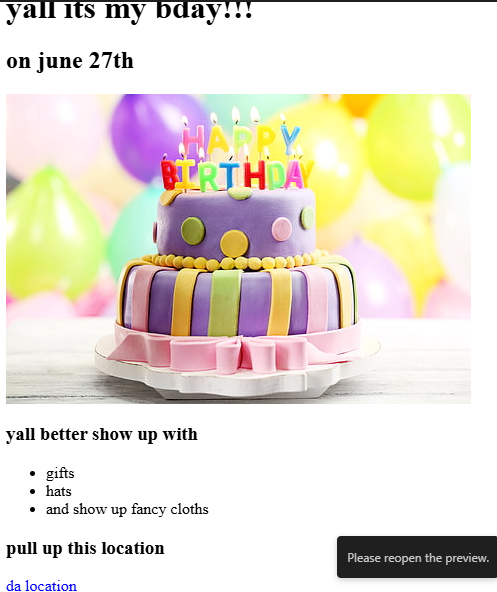 yall its my bday!!!
on june 27th
HAPPY
BIRTHDAY
yall better show up with
gifts
hats
and show up fancy cloths
pull up this location
da location
Please reopen the preview.